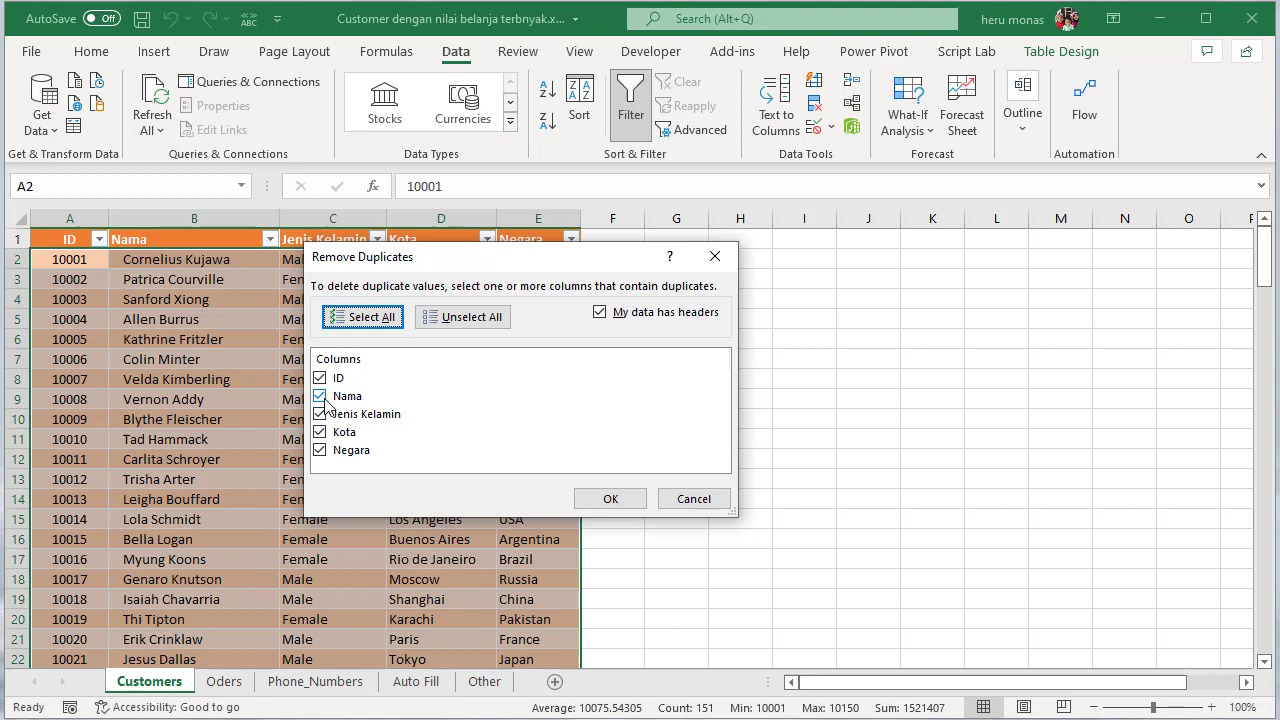 AutoSave Off ABC Customer dengan nilai belanja terbnyak.x... Search (Alt+Q) heru monas
File Home Insert Draw Page Layout Formulas Data Review View Developer Add-ins Help Power Pivot Script Lab Table Design
Get Data
Get & Transform Data
Refresh All
Queries & Connections
Properties
Edit Links
Queries & Connections
Stocks
Currencies
Data Types
Sort
Filter
Clear
Reapply
Advanced
Sort & Filter
Text to Columns
Data Tools
What-If Analysis
Forecast Sheet
Forecast
Outline
Flow
Automation
A2 fx 10001
A B C D E F G H I J K L M N O
1 ID Nama Jenis Kelamin Kota Negara
2 10001 Cornelius Kujawa
3 10002 Patrica Courville
4 10003 Sanford Xiong
5 10004 Allen Burrus
6 10005 Kathrine Fritzler
7 10006 Colin Minter
8 10007 Velda Kimberling
9 10008 Vernon Addy
10 10009 Blythe Fleischer
11 10010 Tad Hammack
12 10011 Carlita Schroyer
13 10012 Trisha Arter
14 10013 Leigha Bouffard
15 10014 Lola Schmidt Female Los Angeles USA
16 10015 Bella Logan Female Buenos Aires Argentina
17 10016 Myung Koons Female Rio de Janeiro Brazil
18 10017 Genaro Knutson Male Moscow Russia
19 10018 Isaiah Chavarria Male Shanghai China
20 10019 Thi Tipton Female Karachi Pakistan
21 10020 Erik Crinklaw Male Paris France
22 10021 Jesus Dallas Male Tokyo Japan
Remove Duplicates ?
To delete duplicate values, select one or more columns that contain duplicates.
Select All Unselect All My data has headers
Columns
ID
Nama
Jenis Kelamin
Kota
Negara
OK Cancel
Customers Oders Phone_Numbers Auto Fill Other
Ready Accessibility: Good to go Average: 10075.54305 Count: 151 Min: 10001 Max: 10150 Sum: 1521407 100%